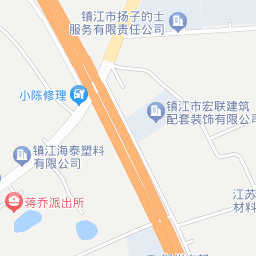 镇江市扬子的士
服务有限责任公司
小陈修理
镇江市宏联建筑
配套装饰有限公司
镇江海泰塑料
有限公司
蒋乔派出所
江苏
材料